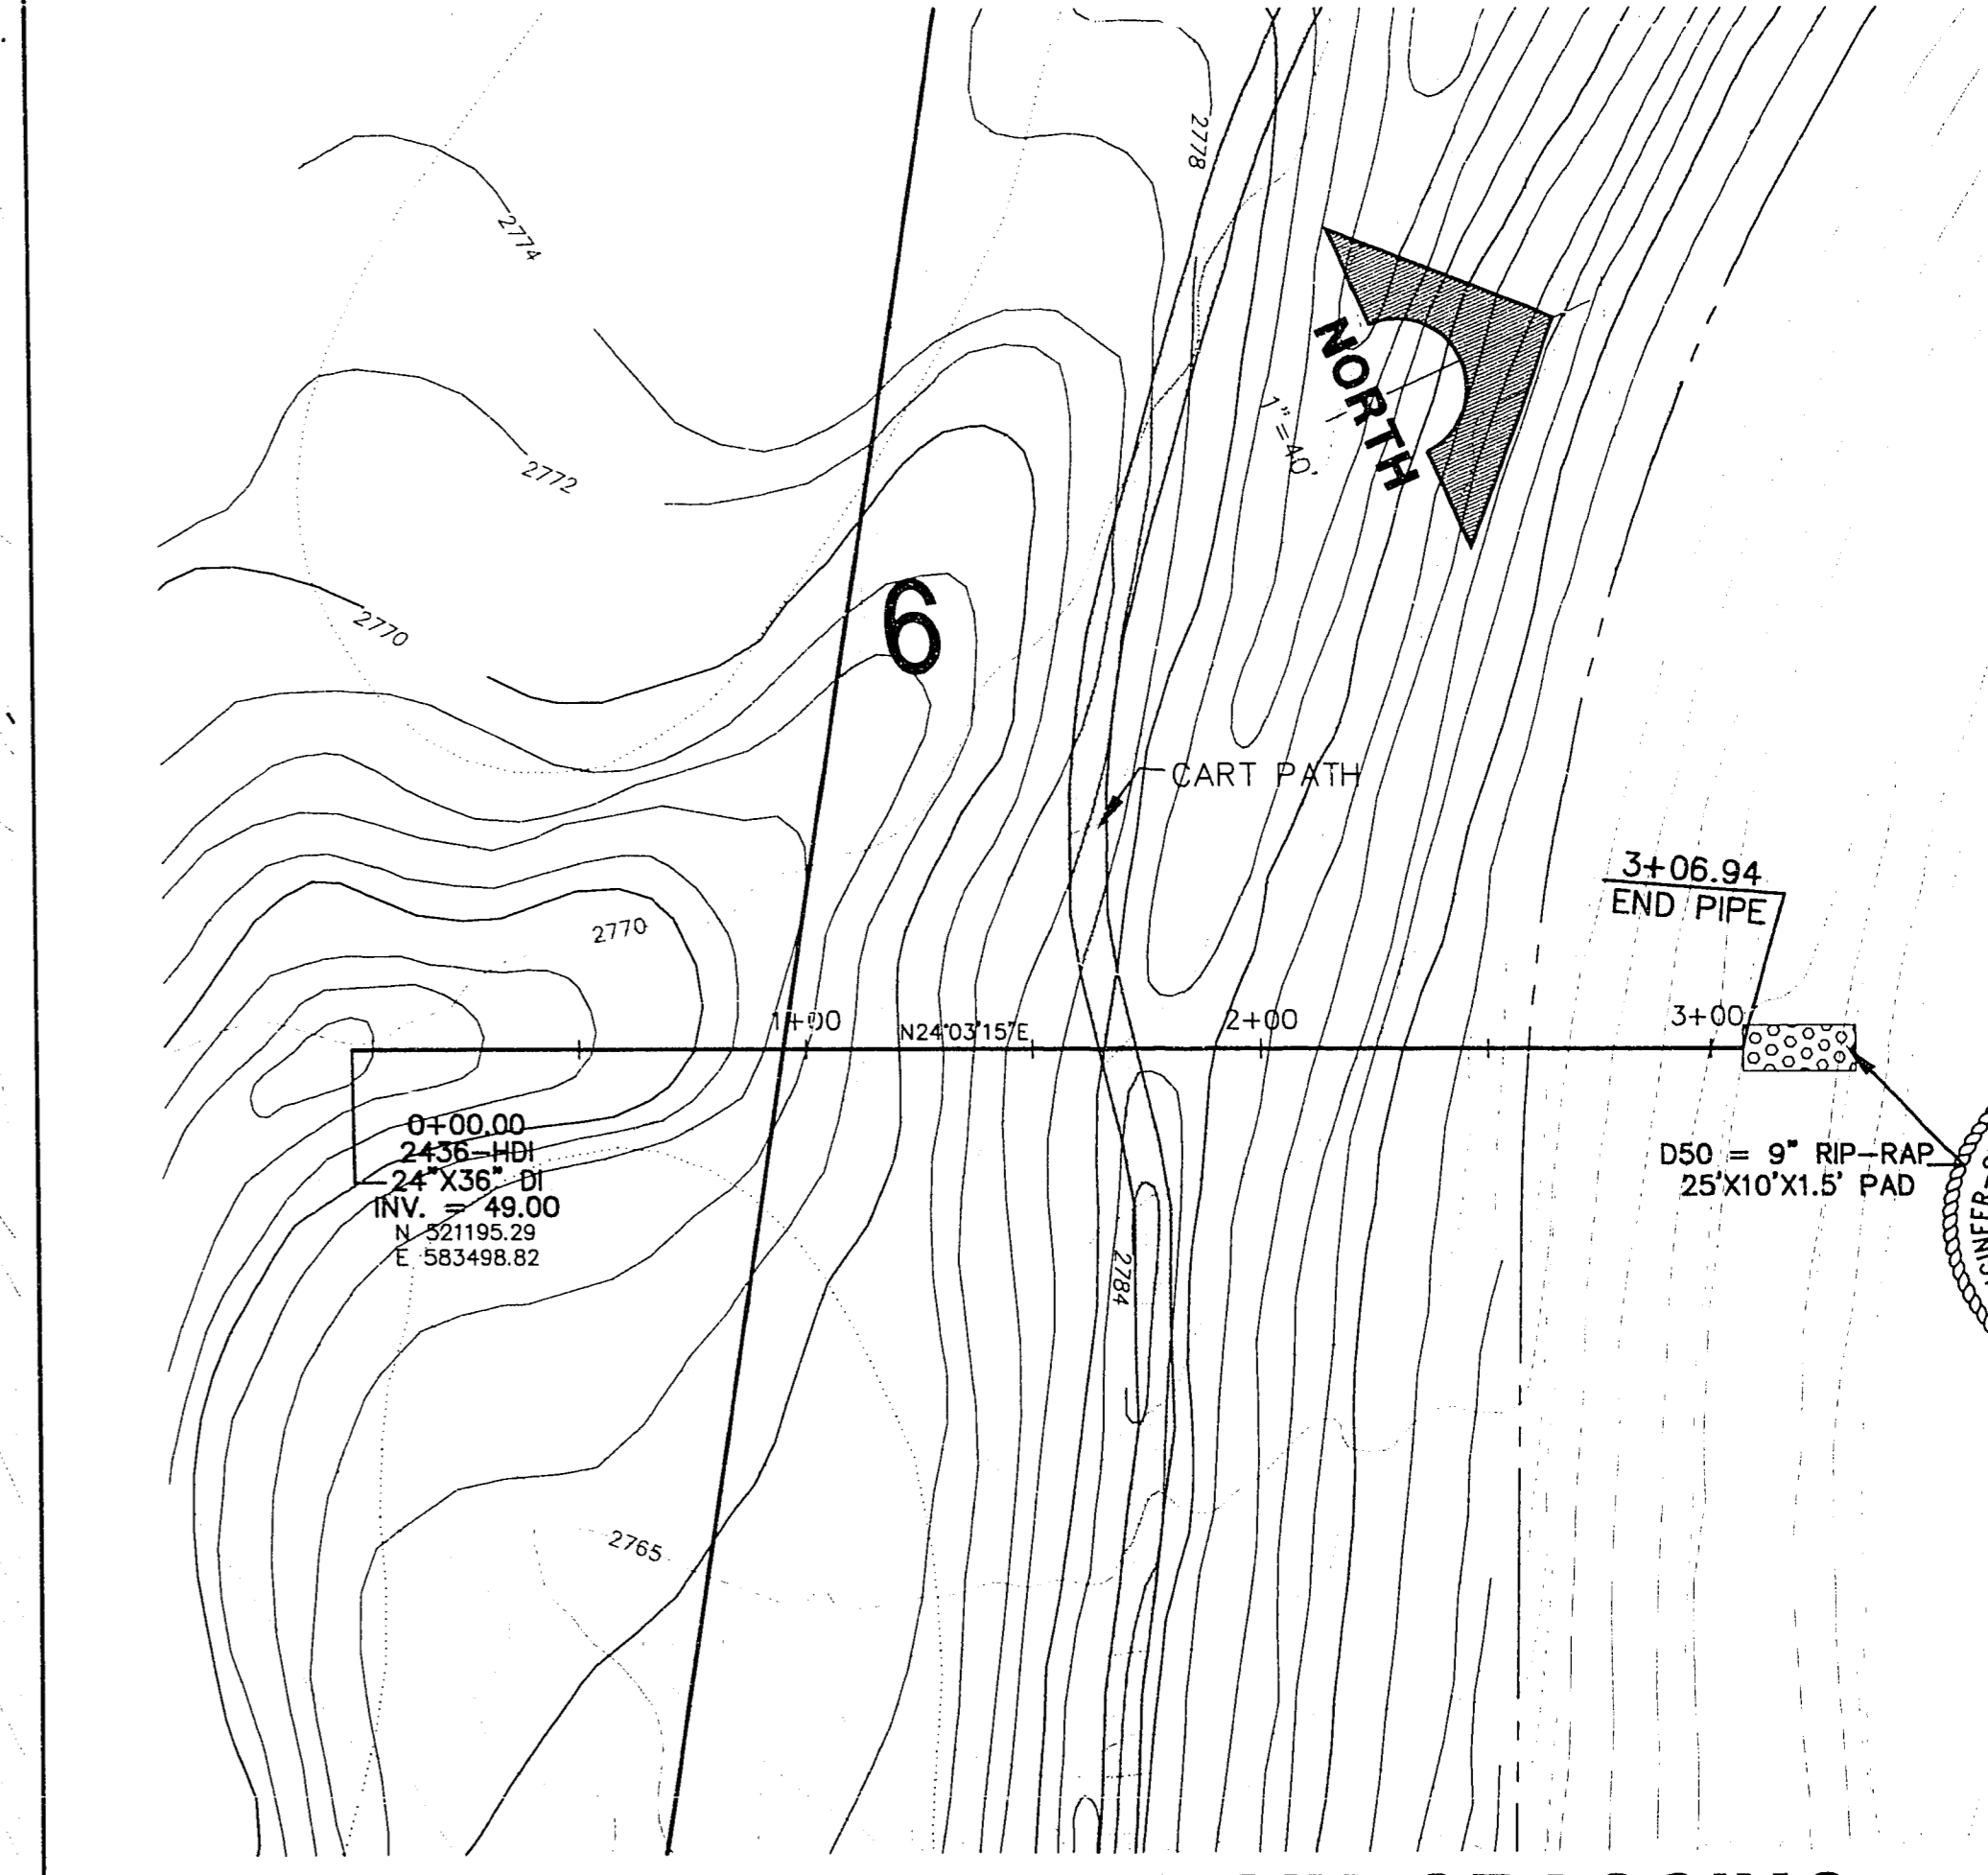 2778
2774
NORTH
1"=40'
2772
6
2770
CART PATH
3+06.94
END PIPE
2770
1+00
N24°03'15"E
2+00
3+00
0+00.00
2436-HDI
24"X36" DI
INV. = 49.00
N 521195.29
E 583498.82
D50 = 9" RIP-RAP
25'X10'X1.5' PAD
2784
2765